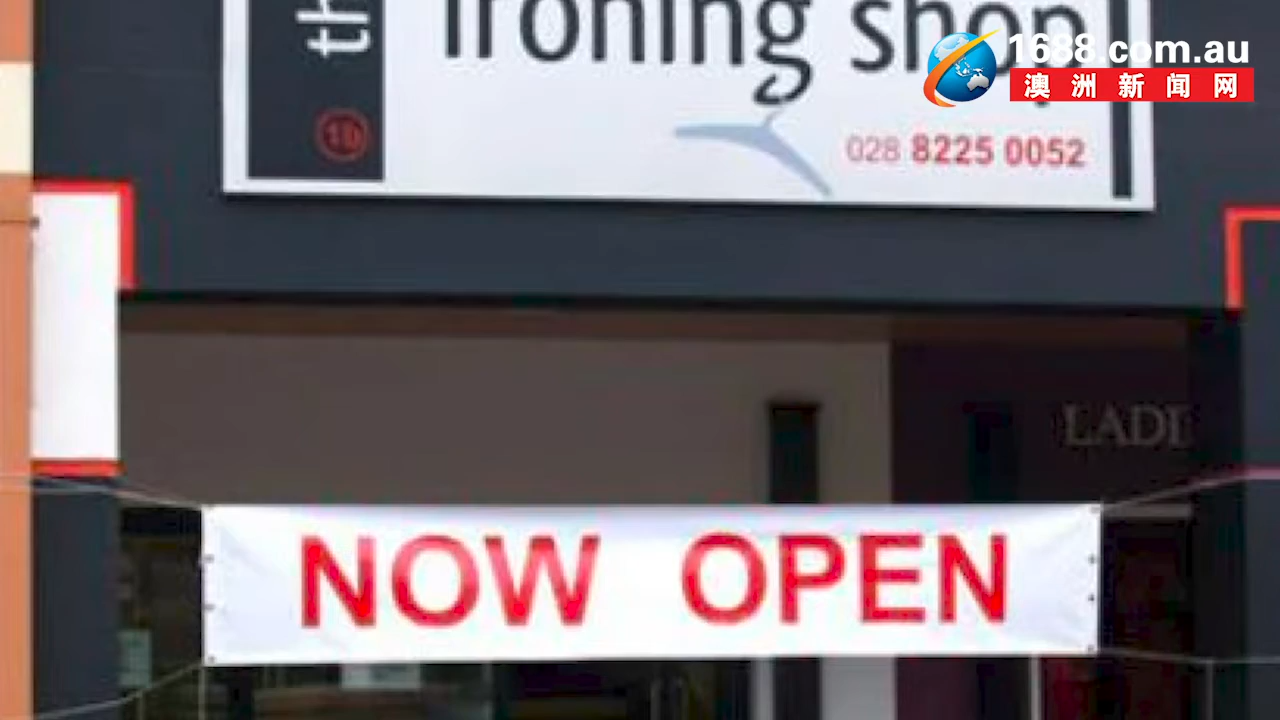 th
ironing shop
1688.com.au
澳洲新闻网
10
028 8225 0052
LADI
NOW OPEN